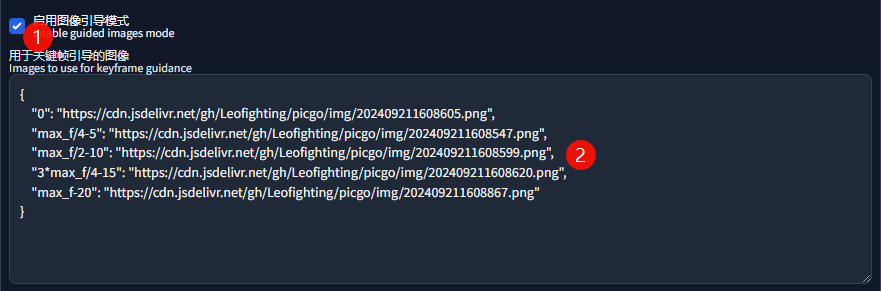 启用图像引导模式
1
nable guided images mode
用于关键帧引导的图像
Images to use for keyframe guidance
{
"0": "https://cdn.jsdelivr.net/gh/Leofighting/picgo/img/202409211608605.png",
"max_f/4-5": "https://cdn.jsdelivr.net/gh/Leofighting/picgo/img/202409211608547.png",
"max_f/2-10": "https://cdn.jsdelivr.net/gh/Leofighting/picgo/img/202409211608599.png",
2
"3*max_f/4-15": "https://cdn.jsdelivr.net/gh/Leofighting/picgo/img/202409211608620.png",
"max_f-20": "https://cdn.jsdelivr.net/gh/Leofighting/picgo/img/202409211608867.png"
}